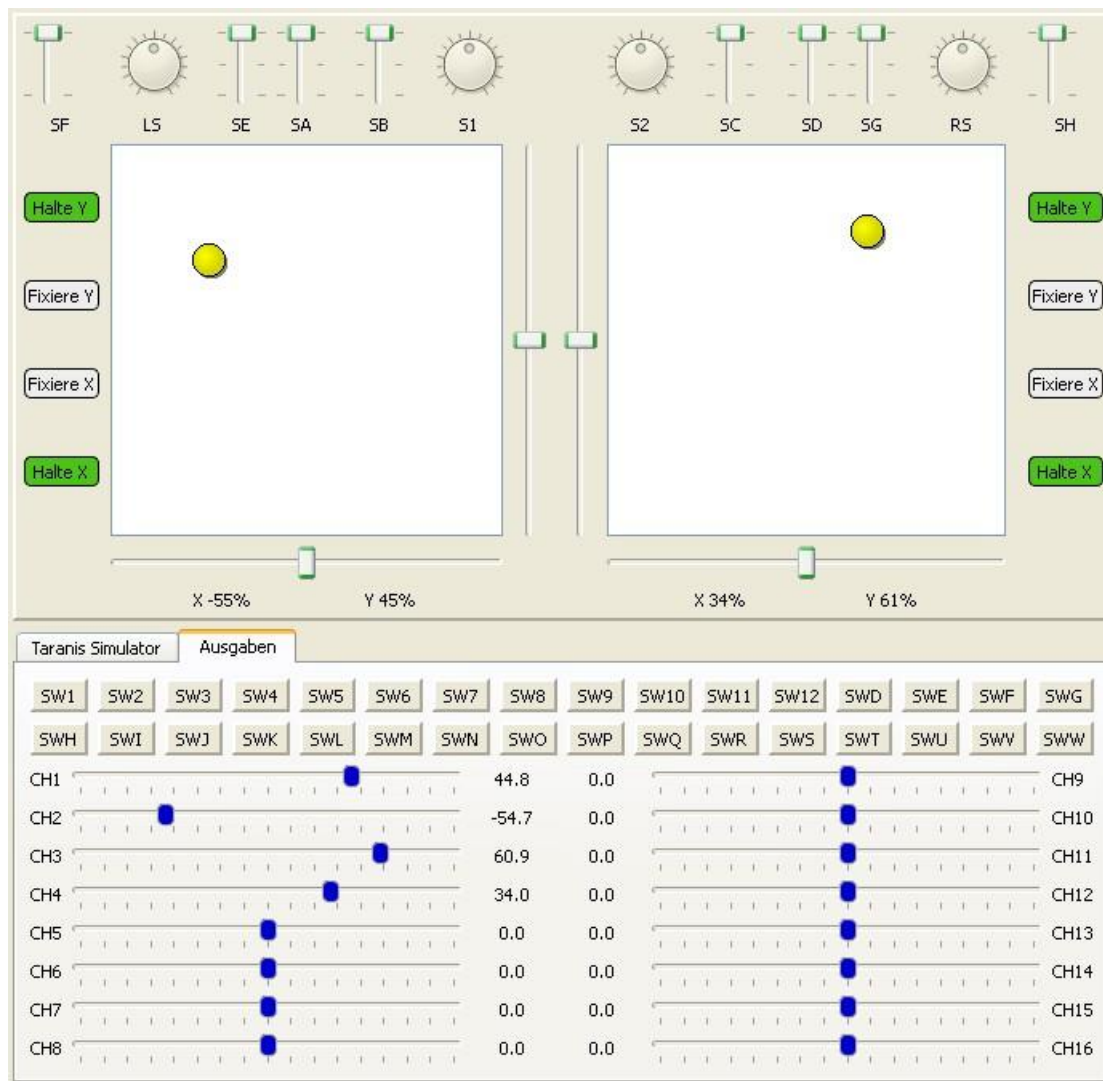 SF LS SE SA SB S1 S2 SC SD SG RS SH
Halte Y Halte Y
Fixiere Y Fixiere Y
Fixiere X Fixiere X
Halte X Halte X
X -55% Y 45% X 34% Y 61%
Taranis Simulator Ausgaben
SW1 SW2 SW3 SW4 SW5 SW6 SW7 SW8 SW9 SW10 SW11 SW12 SWD SWE SWF SWG
SWH SWI SWJ SWK SWL SWM SWN SWO SWP SWQ SWR SWS SWT SWU SWV SWW
CH1 44.8 0.0 CH9
CH2 -54.7 0.0 CH10
CH3 60.9 0.0 CH11
CH4 34.0 0.0 CH12
CH5 0.0 0.0 CH13
CH6 0.0 0.0 CH14
CH7 0.0 0.0 CH15
CH8 0.0 0.0 CH16